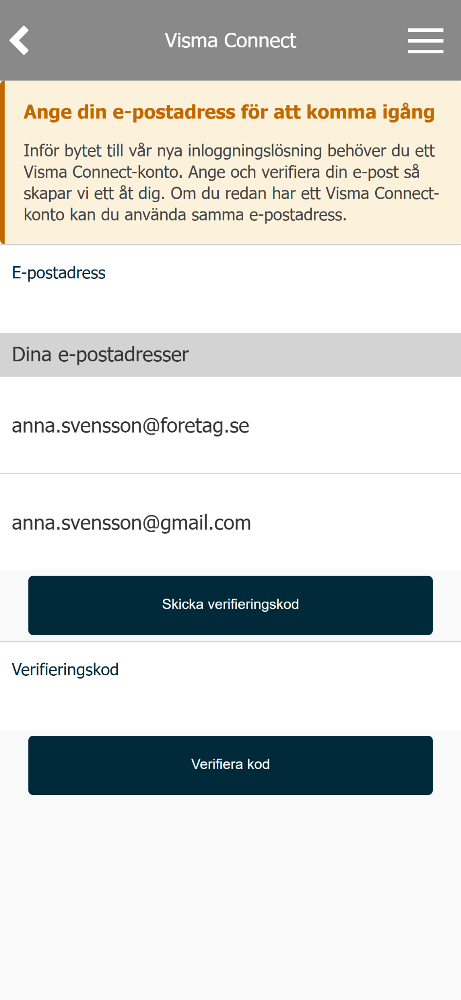 Visma Connect
Ange din e-postadress för att komma igång
Inför bytet till vår nya inloggningslösning behöver du ett
Visma Connect-konto. Ange och verifiera din e-post så
skapar vi ett åt dig. Om du redan har ett Visma Connect-
konto kan du använda samma e-postadress.
E-postadress
Dina e-postadresser
anna.svensson@foretag.se
anna.svensson@gmail.com
Skicka verifieringskod
Verifieringskod
Verifiera kod